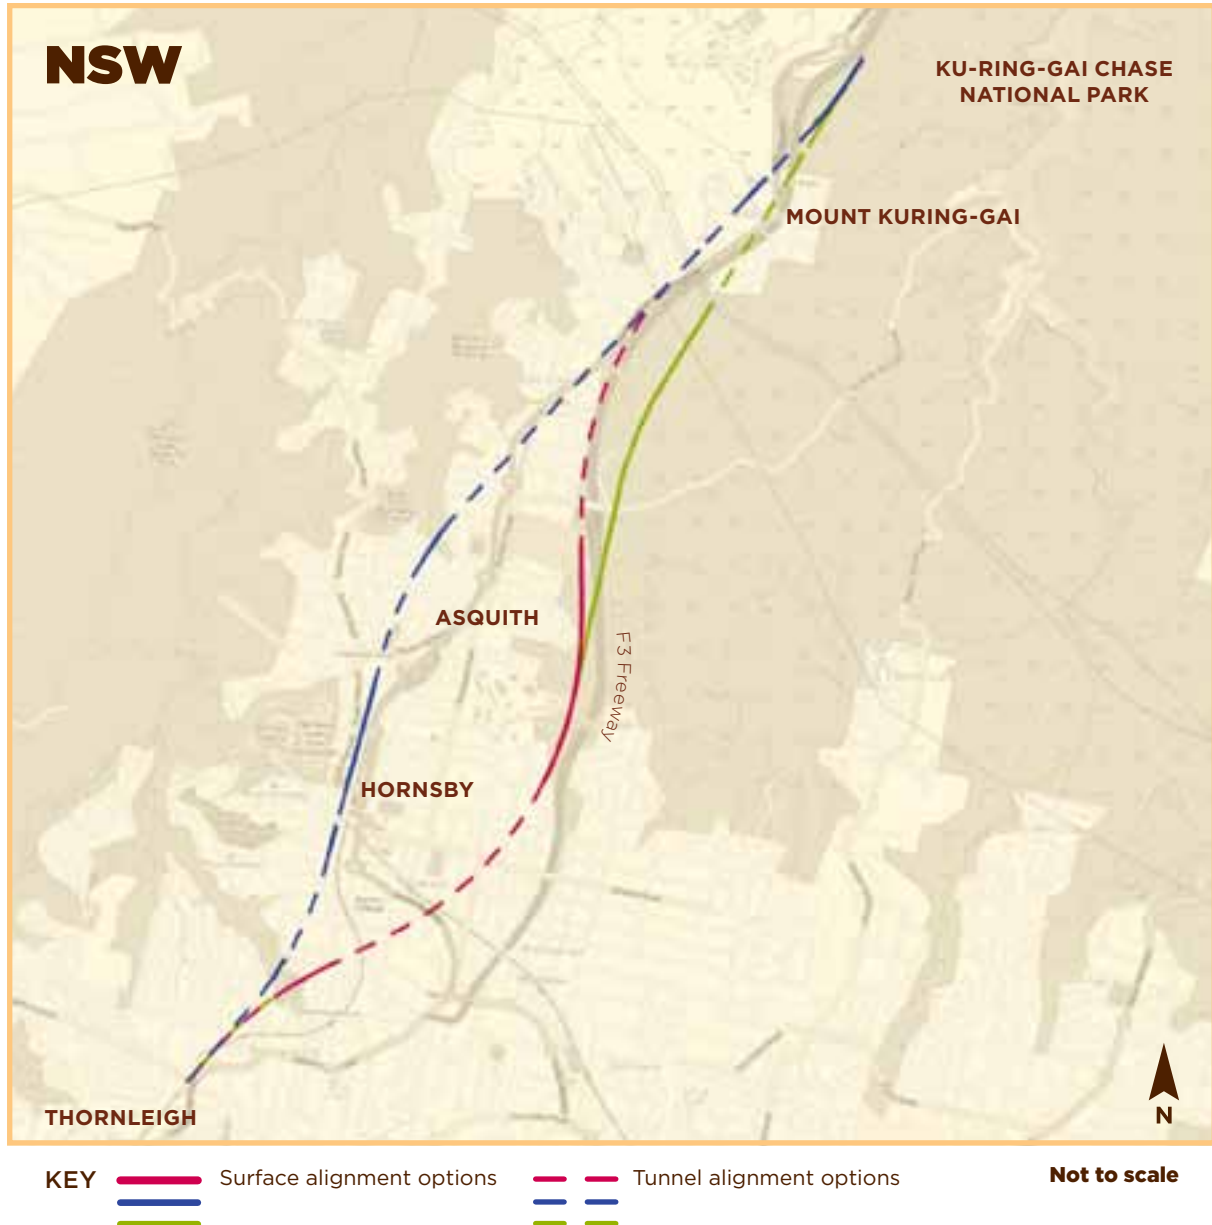 NSW
KU-RING-GAI CHASE
NATIONAL PARK
MOUNT KURING-GAI
ASQUITH
F3 Freeway
HORNSBY
THORNLEIGH
N
KEY
Surface alignment options
Tunnel alignment options
Not to scale